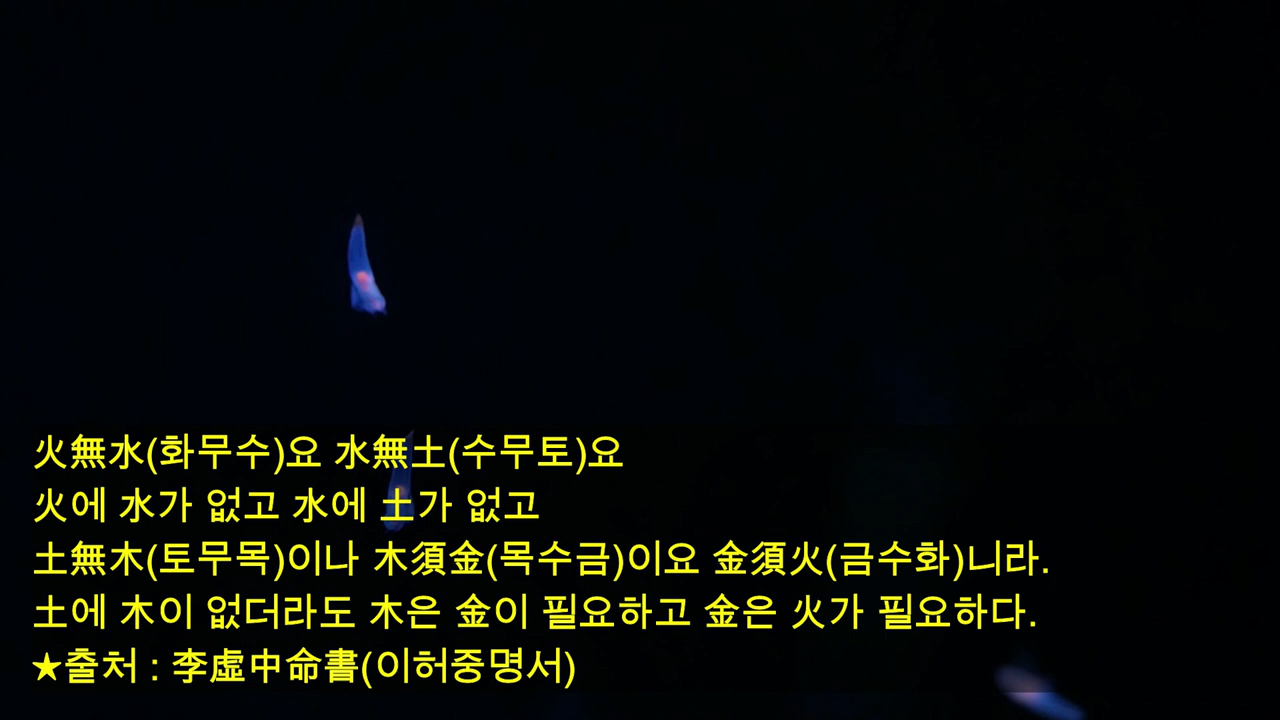 火無水(화무수)요 水無土(수무토)요
火에 水가 없고 水에 土가 없고
土無木(토무목)이나 木須金(목수금)이요 金須火(금수화)니라.
土에 木이 없더라도 木은 金이 필요하고 金은 火가 필요하다.
★출처 : 李虛中命書(이허중명서)